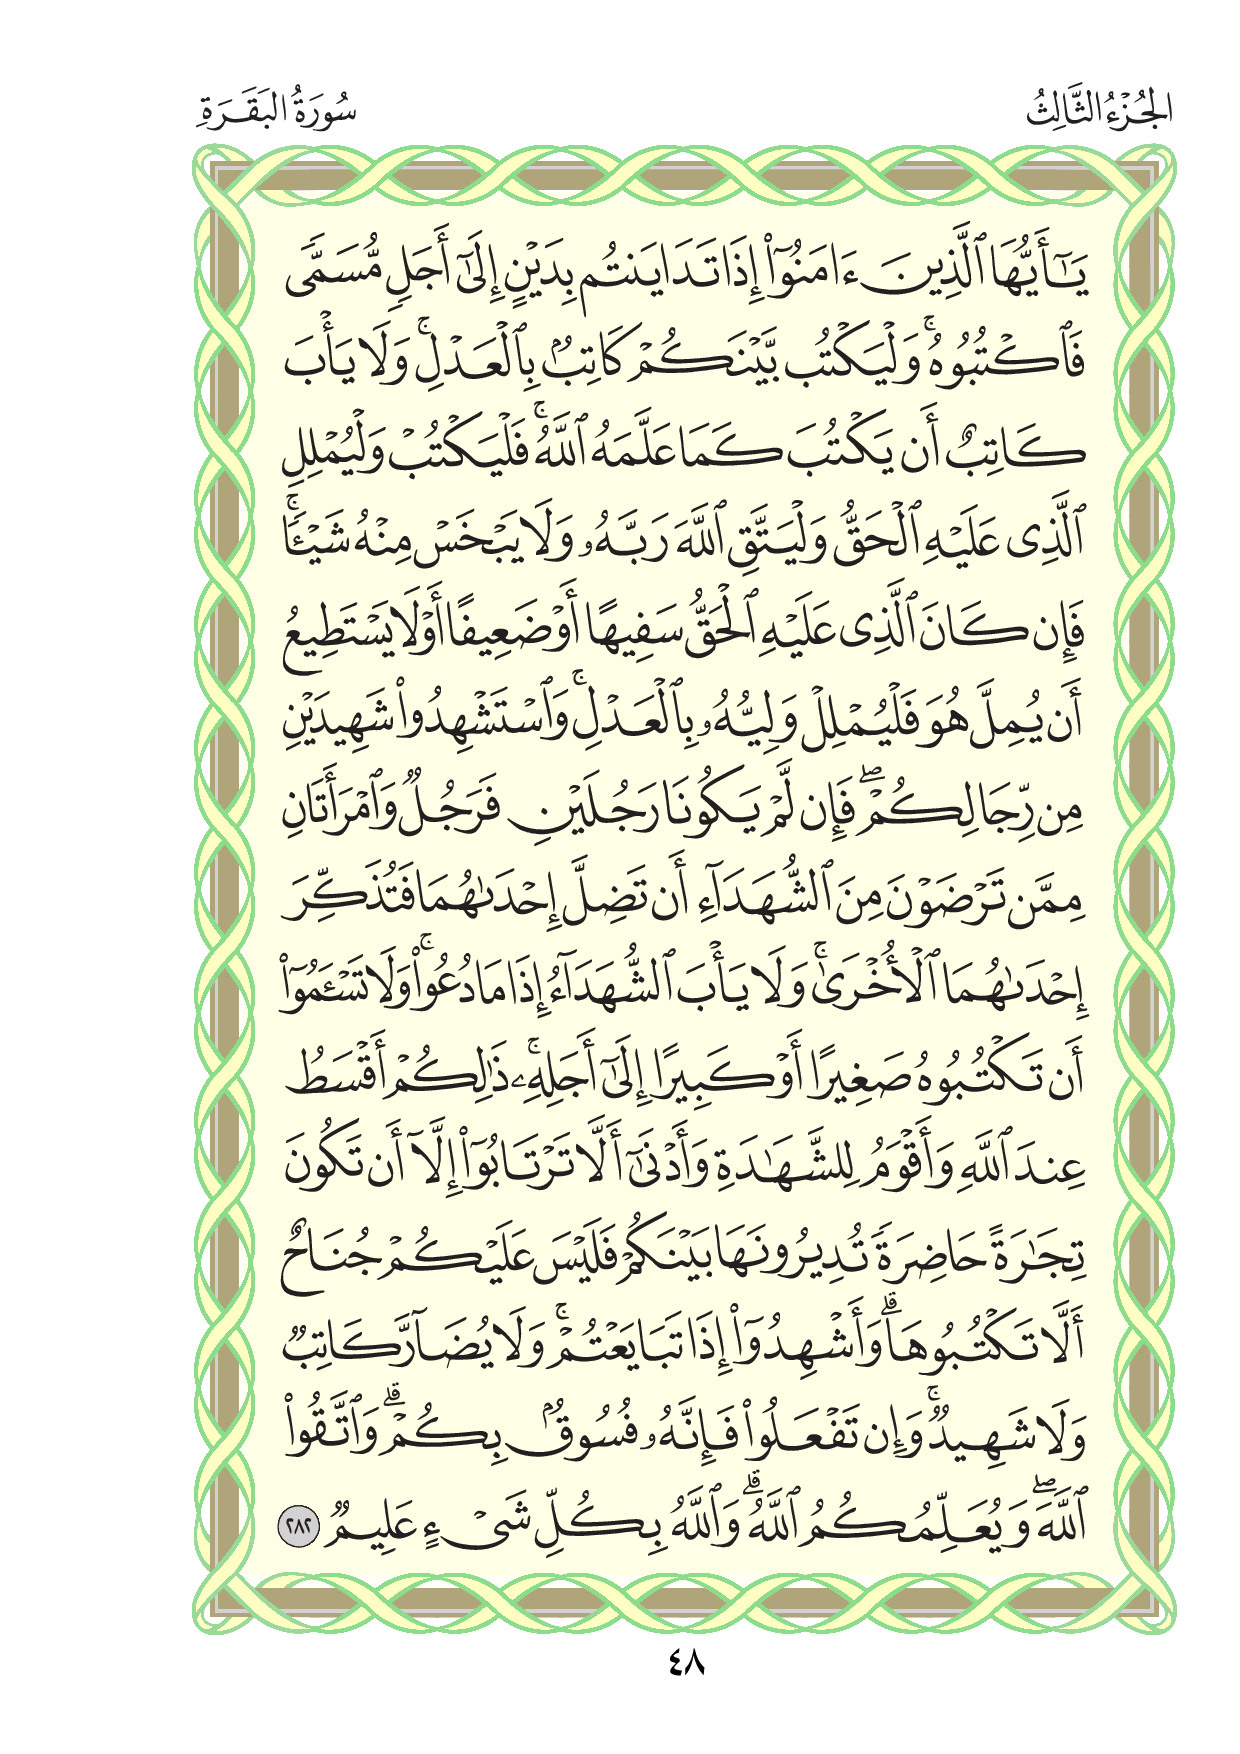 الجُزْءُ الثَّالِثُ
سُورَةُ البَقَرَةِ
يَٰٓأَيُّهَا ٱلَّذِينَ ءَامَنُوٓاْ إِذَا تَدَايَنتُم بِدَيْنٍ إِلَىٰٓ أَجَلٖ مُّسَمّٗى
فَٱكْتُبُوهُۚ وَلْيَكْتُب بَّيْنَكُمْ كَاتِبُۢ بِٱلْعَدْلِۚ وَلَا يَأْبَ
كَاتِبٌ أَن يَكْتُبَ كَمَا عَلَّمَهُ ٱللَّهُۚ فَلْيَكْتُبْ وَلْيُمْلِلِ
ٱلَّذِى عَلَيْهِ ٱلْحَقُّ وَلْيَتَّقِ ٱللَّهَ رَبَّهُۥ وَلَا يَبْخَسْ مِنْهُ شَيْـٔٗاۚ
فَإِن كَانَ ٱلَّذِى عَلَيْهِ ٱلْحَقُّ سَفِيهًا أَوْ ضَعِيفًا أَوْ لَا يَسْتَطِيعُ
أَن يُمِلَّ هُوَ فَلْيُمْلِلْ وَلِيُّهُۥ بِٱلْعَدْلِۚ وَٱسْتَشْهِدُواْ شَهِيدَيْنِ
مِن رِّجَالِكُمْۖ فَإِن لَّمْ يَكُونَا رَجُلَيْنِ فَرَجُلٞ وَٱمْرَأَتَانِ
مِمَّن تَرْضَوْنَ مِنَ ٱلشُّهَدَآءِ أَن تَضِلَّ إِحْدَىٰهُمَا فَتُذَكِّرَ
إِحْدَىٰهُمَا ٱلْأُخْرَىٰۚ وَلَا يَأْبَ ٱلشُّهَدَآءُ إِذَا مَا دُعُواْۚ وَلَا تَسْـَٔمُوٓاْ
أَن تَكْتُبُوهُ صَغِيرًا أَوْ كَبِيرًا إِلَىٰٓ أَجَلِهِۦۚ ذَٰلِكُمْ أَقْسَطُ
عِندَ ٱللَّهِ وَأَقْوَمُ لِلشَّهَٰدَةِ وَأَدْنَىٰٓ أَلَّا تَرْتَابُوٓاْ إِلَّآ أَن تَكُونَ
تِجَٰرَةً حَاضِرَةٗ تُدِيرُونَهَا بَيْنَكُمْ فَلَيْسَ عَلَيْكُمْ جُنَاحٌ
أَلَّا تَكْتُبُوهَاۗ وَأَشْهِدُوٓاْ إِذَا تَبَايَعْتُمْۚ وَلَا يُضَآرَّ كَاتِبٞ
وَلَا شَهِيدٞۚ وَإِن تَفْعَلُواْ فَإِنَّهُۥ فُسُوقُۢ بِكُمْۗ وَٱتَّقُواْ
ٱللَّهَۖ وَيُعَلِّمُكُمُ ٱللَّهُۗ وَٱللَّهُ بِكُلِّ شَىْءٍ عَلِيمٞ ٢٨٢
٤٨